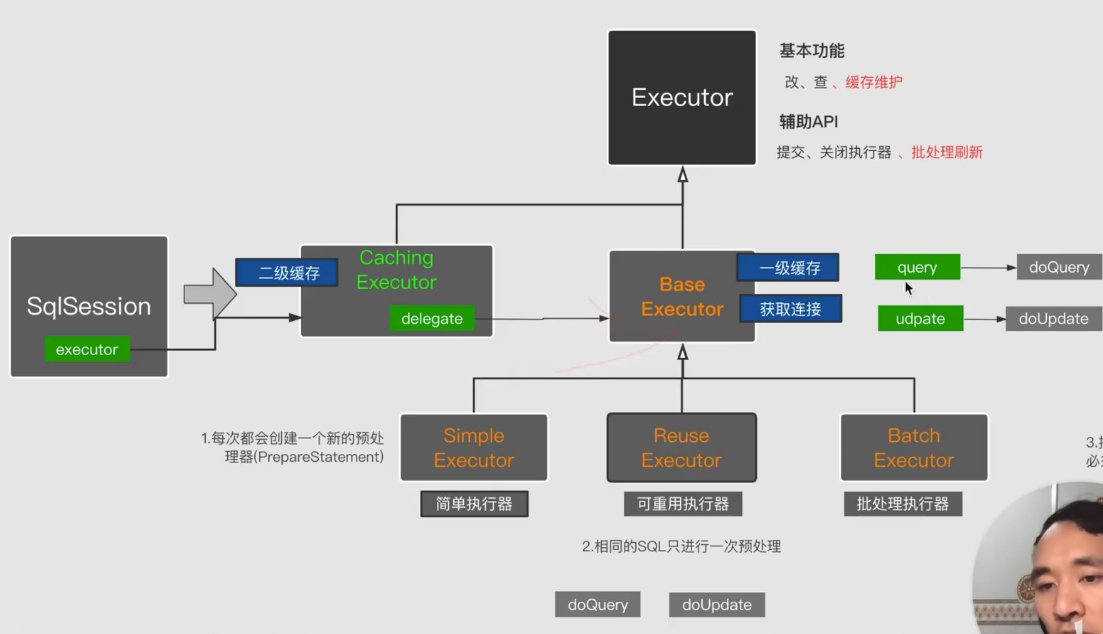 Executor
基本功能
改、查 、缓存维护
辅助API
提交、关闭执行器 、批处理刷新
SqlSession
executor
二级缓存
Caching
Executor
delegate
Base
Executor
一级缓存
获取连接
query
doQuery
udpate
doUpdate
1.每次都会创建一个新的预处
理器(PrepareStatement)
Simple
Executor
简单执行器
Reuse
Executor
可重用执行器
Batch
Executor
批处理执行器
2.相同的SQL只进行一次预处理
3.
doQuery
doUpdate